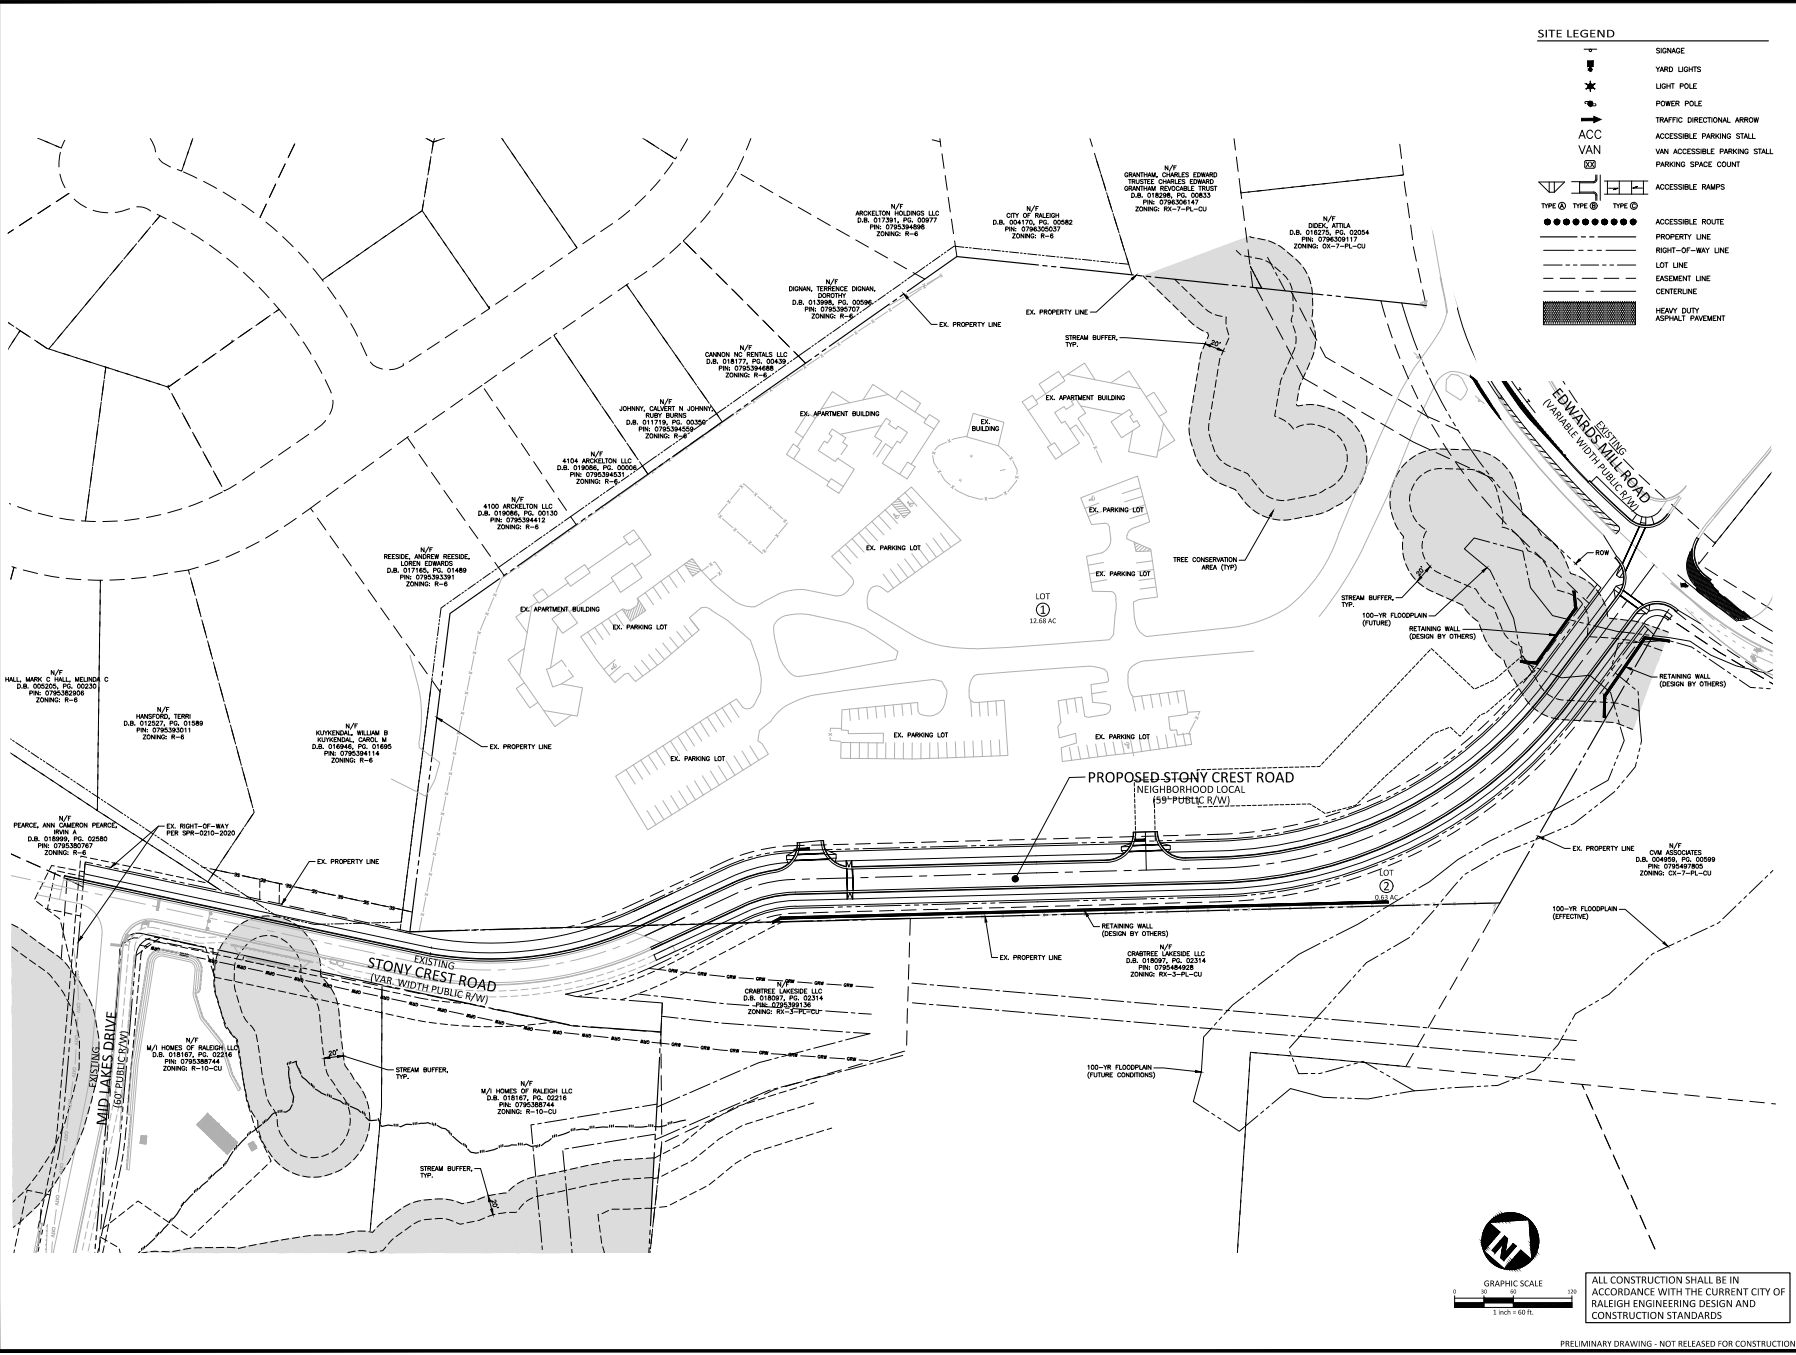 SITE LEGEND
SIGNAGE
YARD LIGHTS
LIGHT POLE
POWER POLE
TRAFFIC DIRECTIONAL ARROW
ACC ACCESSIBLE PARKING STALL
VAN VAN ACCESSIBLE PARKING STALL
XX PARKING SPACE COUNT
ACCESSIBLE RAMPS
TYPE A TYPE B TYPE C
ACCESSIBLE ROUTE
PROPERTY LINE
RIGHT-OF-WAY LINE
LOT LINE
EASEMENT LINE
CENTERLINE
HEAVY DUTY
ASPHALT PAVEMENT
N/F
GRANTHAM, CHARLES EDWARD
TRUSTEE CHARLES EDWARD
GRANTHAM REVOCABLE TRUST
D.B. 018298, PG. 00833
PIN: 0796306147
ZONING: RX-7-PL-CU
N/F
ARCKELTON HOLDINGS LLC
D.B. 017391, PG. 00977
PIN: 0795394898
ZONING: R-6
N/F
CITY OF RALEIGH
D.B. 004170, PG. 00582
PIN: 0796305037
ZONING: R-6
N/F
DIDEK, ATTILA
D.B. 016275, PG. 02054
PIN: 0796309117
ZONING: OX-7-PL-CU
N/F
DIGNAN, TERRENCE DIGNAN,
DOROTHY
D.B. 013998, PG. 00596
PIN: 0795395707
ZONING: R-6
EX. PROPERTY LINE
EX. PROPERTY LINE
STREAM BUFFER,
TYP.
20'
N/F
CANNON NC RENTALS LLC
D.B. 018177, PG. 00439
PIN: 0795394688
ZONING: R-6
N/F
JOHNNY, CALVERT N JOHNNY,
RUBY BURNS
D.B. 011719, PG. 00350
PIN: 0795394559
ZONING: R-6
EX. APARTMENT BUILDING
EX.
BUILDING
EX. APARTMENT BUILDING
EXISTING
EDWARDS MILL ROAD
(VARIABLE WIDTH PUBLIC R/W)
N/F
4104 ARCKELTON LLC
D.B. 019086, PG. 00006
PIN: 0795394531
ZONING: R-6
N/F
4100 ARCKELTON LLC
D.B. 019086, PG. 00130
PIN: 0795394412
ZONING: R-6
EX. PARKING LOT
EX. PARKING LOT
EX. PARKING LOT
TREE CONSERVATION
AREA (TYP)
ROW
N/F
REESIDE, ANDREW REESIDE,
LOREN EDWARDS
D.B. 017165, PG. 01489
PIN: 0795393391
ZONING: R-6
EX. APARTMENT BUILDING
EX. PARKING LOT
LOT
1
12.68 AC
20'
STREAM BUFFER,
TYP.
100-YR FLOODPLAIN
(FUTURE)
RETAINING WALL
(DESIGN BY OTHERS)
RETAINING WALL
(DESIGN BY OTHERS)
N/F
HALL, MARK C HALL, MELINDA C
D.B. 005205, PG. 00230
PIN: 0795382906
ZONING: R-6
N/F
HANSFORD, TERRI
D.B. 012527, PG. 01589
PIN: 0795393011
ZONING: R-6
N/F
KUYKENDAL, WILLIAM B
KUYKENDAL, CAROL M
D.B. 016946, PG. 01695
PIN: 0795394114
ZONING: R-6
EX. PROPERTY LINE
EX. PARKING LOT
EX. PARKING LOT
EX. PARKING LOT
PROPOSED STONY CREST ROAD
NEIGHBORHOOD LOCAL
(59' PUBLIC R/W)
N/F
PEARCE, ANN CAMERON PEARCE,
IRVIN A
D.B. 018999, PG. 02580
PIN: 0795380767
ZONING: R-6
EX. RIGHT-OF-WAY
PER SPR-0210-2020
EX. PROPERTY LINE
EX. PROPERTY LINE
N/F
CVM ASSOCIATES
D.B. 004959, PG. 00599
PIN: 0795497805
ZONING: CX-7-PL-CU
LOT
2
0.63 AC
100-YR FLOODPLAIN
(EFFECTIVE)
RETAINING WALL
(DESIGN BY OTHERS)
EX. PROPERTY LINE
N/F
CRABTREE LAKESIDE LLC
D.B. 018097, PG. 02314
PIN: 0795484928
ZONING: RX-3-PL-CU
EXISTING
STONY CREST ROAD
(VAR. WIDTH PUBLIC R/W)
N/F
CRABTREE LAKESIDE LLC
D.B. 018097, PG. 02314
PIN: 0795399136
ZONING: RX-3-PL-CU
EXISTING
MID LAKES DRIVE
(60' PUBLIC R/W)
N/F
M/I HOMES OF RALEIGH LLC
D.B. 018167, PG. 02216
PIN: 0795388744
ZONING: R-10-CU
20'
STREAM BUFFER,
TYP.
N/F
M/I HOMES OF RALEIGH LLC
D.B. 018167, PG. 02216
PIN: 0795388744
ZONING: R-10-CU
100-YR FLOODPLAIN
(FUTURE CONDITIONS)
STREAM BUFFER,
TYP.
20'
N
GRAPHIC SCALE
0 30 60 120
1 inch = 60 ft.
ALL CONSTRUCTION SHALL BE IN
ACCORDANCE WITH THE CURRENT CITY OF
RALEIGH ENGINEERING DESIGN AND
CONSTRUCTION STANDARDS
PRELIMINARY DRAWING - NOT RELEASED FOR CONSTRUCTION